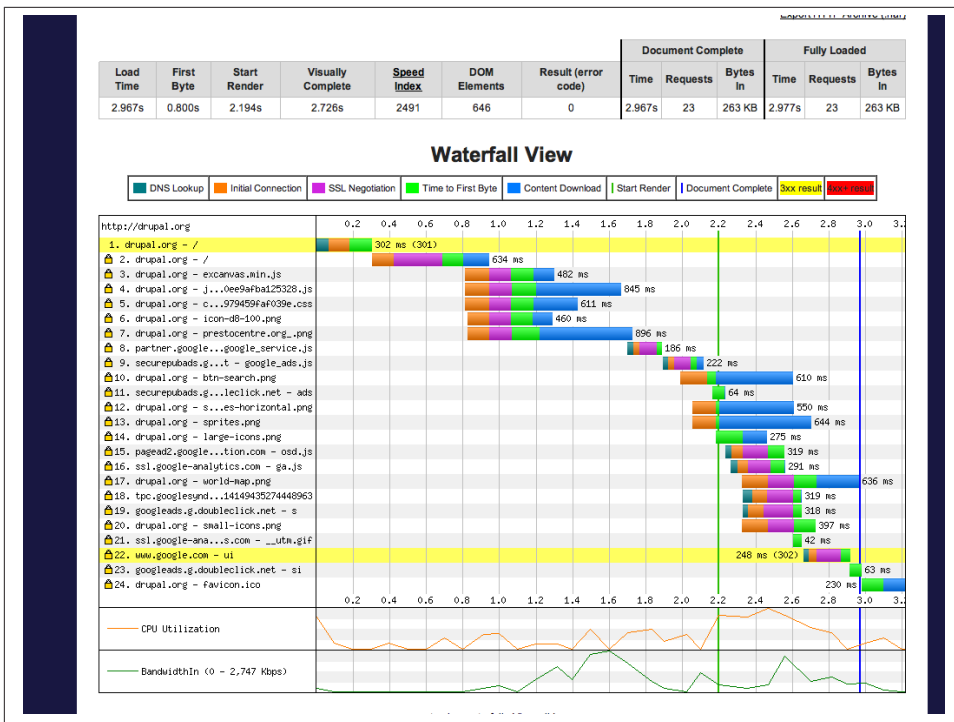 Export HTTP Archive (.har)
Document Complete Fully Loaded
Load Time First Byte Start Render Visually Complete Speed Index DOM Elements Result (error code) Time Requests Bytes In Time Requests Bytes In
2.967s 0.800s 2.194s 2.726s 2491 646 0 2.967s 23 263 KB 2.977s 23 263 KB
Waterfall View
DNS Lookup Initial Connection SSL Negotiation Time to First Byte Content Download Start Render Document Complete 3xx result 4xx+ result
http://drupal.org 0.2 0.4 0.6 0.8 1.0 1.2 1.4 1.6 1.8 2.0 2.2 2.4 2.6 2.8 3.0 3.2
1. drupal.org - / 302 ms (301)
2. drupal.org - / 634 ms
3. drupal.org - excanvas.min.js 482 ms
4. drupal.org - j...0ee9afba125328.js 845 ms
5. drupal.org - c...979459faf039e.css 611 ms
6. drupal.org - icon-d8-100.png 460 ms
7. drupal.org - prestocentre.org_.png 896 ms
8. partner.google...google_service.js 186 ms
9. securepubads.g...t - google_ads.js 222 ms
10. drupal.org - btn-search.png 610 ms
11. securepubads.g...leclick.net - ads 64 ms
12. drupal.org - s...es-horizontal.png 550 ms
13. drupal.org - sprites.png 644 ms
14. drupal.org - large-icons.png 275 ms
15. pagead2.google...tion.com - osd.js 319 ms
16. ssl.google-analytics.com - ga.js 291 ms
17. drupal.org - world-map.png 636 ms
18. tpc.googlesynd...14149435274448963 319 ms
19. googleads.g.doubleclick.net - s 318 ms
20. drupal.org - small-icons.png 397 ms
21. ssl.google-ana...s.com - __utm.gif 42 ms
22. www.google.com - ui 248 ms (302)
23. googleads.g.doubleclick.net - si 63 ms
24. drupal.org - favicon.ico 230 ms
0.2 0.4 0.6 0.8 1.0 1.2 1.4 1.6 1.8 2.0 2.2 2.4 2.6 2.8 3.0 3.2
CPU Utilization
BandwidthIn (0 - 2,747 Kbps)